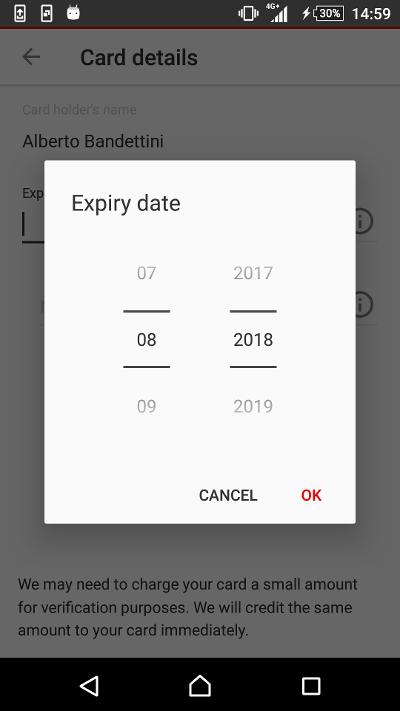 4G+
30%
14:59
Card details
Card holder's name
Alberto Bandettini
Exp
Expiry date
07 2017
08 2018
09 2019
CANCEL OK
We may need to charge your card a small amount
for verification purposes. We will credit the same
amount to your card immediately.